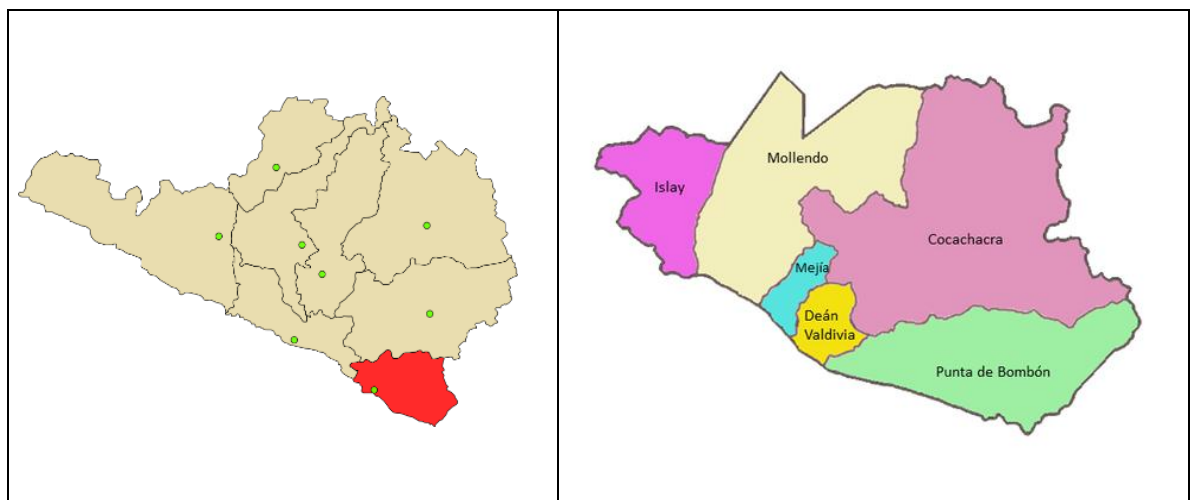 Mollendo
Islay
Cocachacra
Mejía
Deán
Valdivia
Punta de Bombón